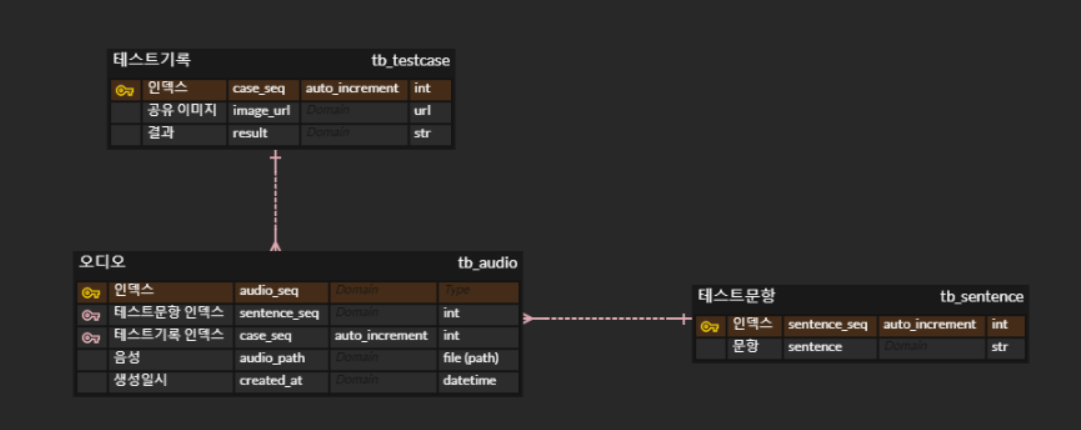 테스트기록 tb_testcase
인덱스 case_seq auto_increment int
공유 이미지 image_url Domain url
결과 result Domain str
오디오 tb_audio
인덱스 audio_seq Domain Type
테스트문항 인덱스 sentence_seq Domain int
테스트기록 인덱스 case_seq auto_increment int
음성 audio_path Domain file (path)
생성일시 created_at Domain datetime
테스트문항 tb_sentence
인덱스 sentence_seq auto_increment int
문항 sentence Domain str